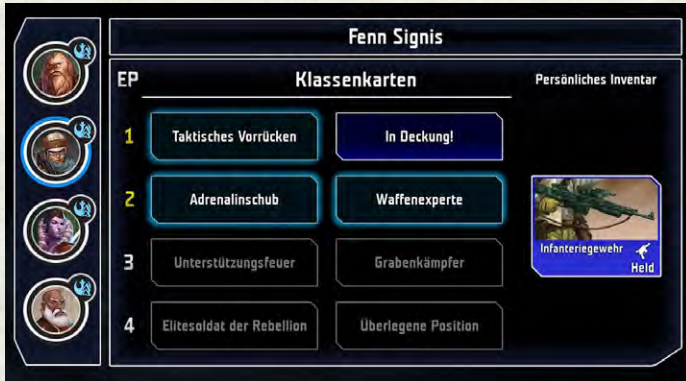 Fenn Signis
EP Klassenkarten Persönliches Inventar
1 Taktisches Vorrücken In Deckung!
2 Adrenalinschub Waffenexperte
Infanteriegewehr
Held
3 Unterstützungsfeuer Grabenkämpfer
4 Elitesoldat der Rebellion Überlegene Position